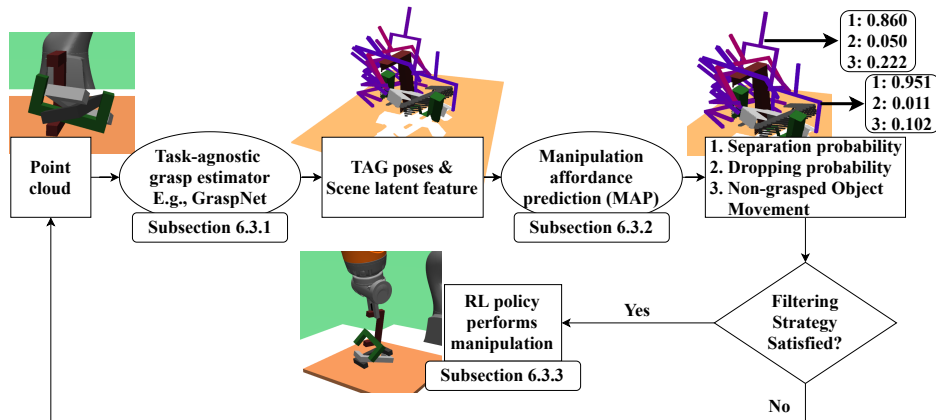 1: 0.860
2: 0.050
3: 0.222
1: 0.951
2: 0.011
3: 0.102
Point
cloud
Task-agnostic
grasp estimator
E.g., GraspNet
Subsection 6.3.1
TAG poses &
Scene latent feature
Manipulation
affordance
prediction (MAP)
Subsection 6.3.2
1. Separation probability
2. Dropping probability
3. Non-grasped Object
Movement
Filtering
Strategy
Satisfied?
Yes
RL policy
performs
manipulation
Subsection 6.3.3
No